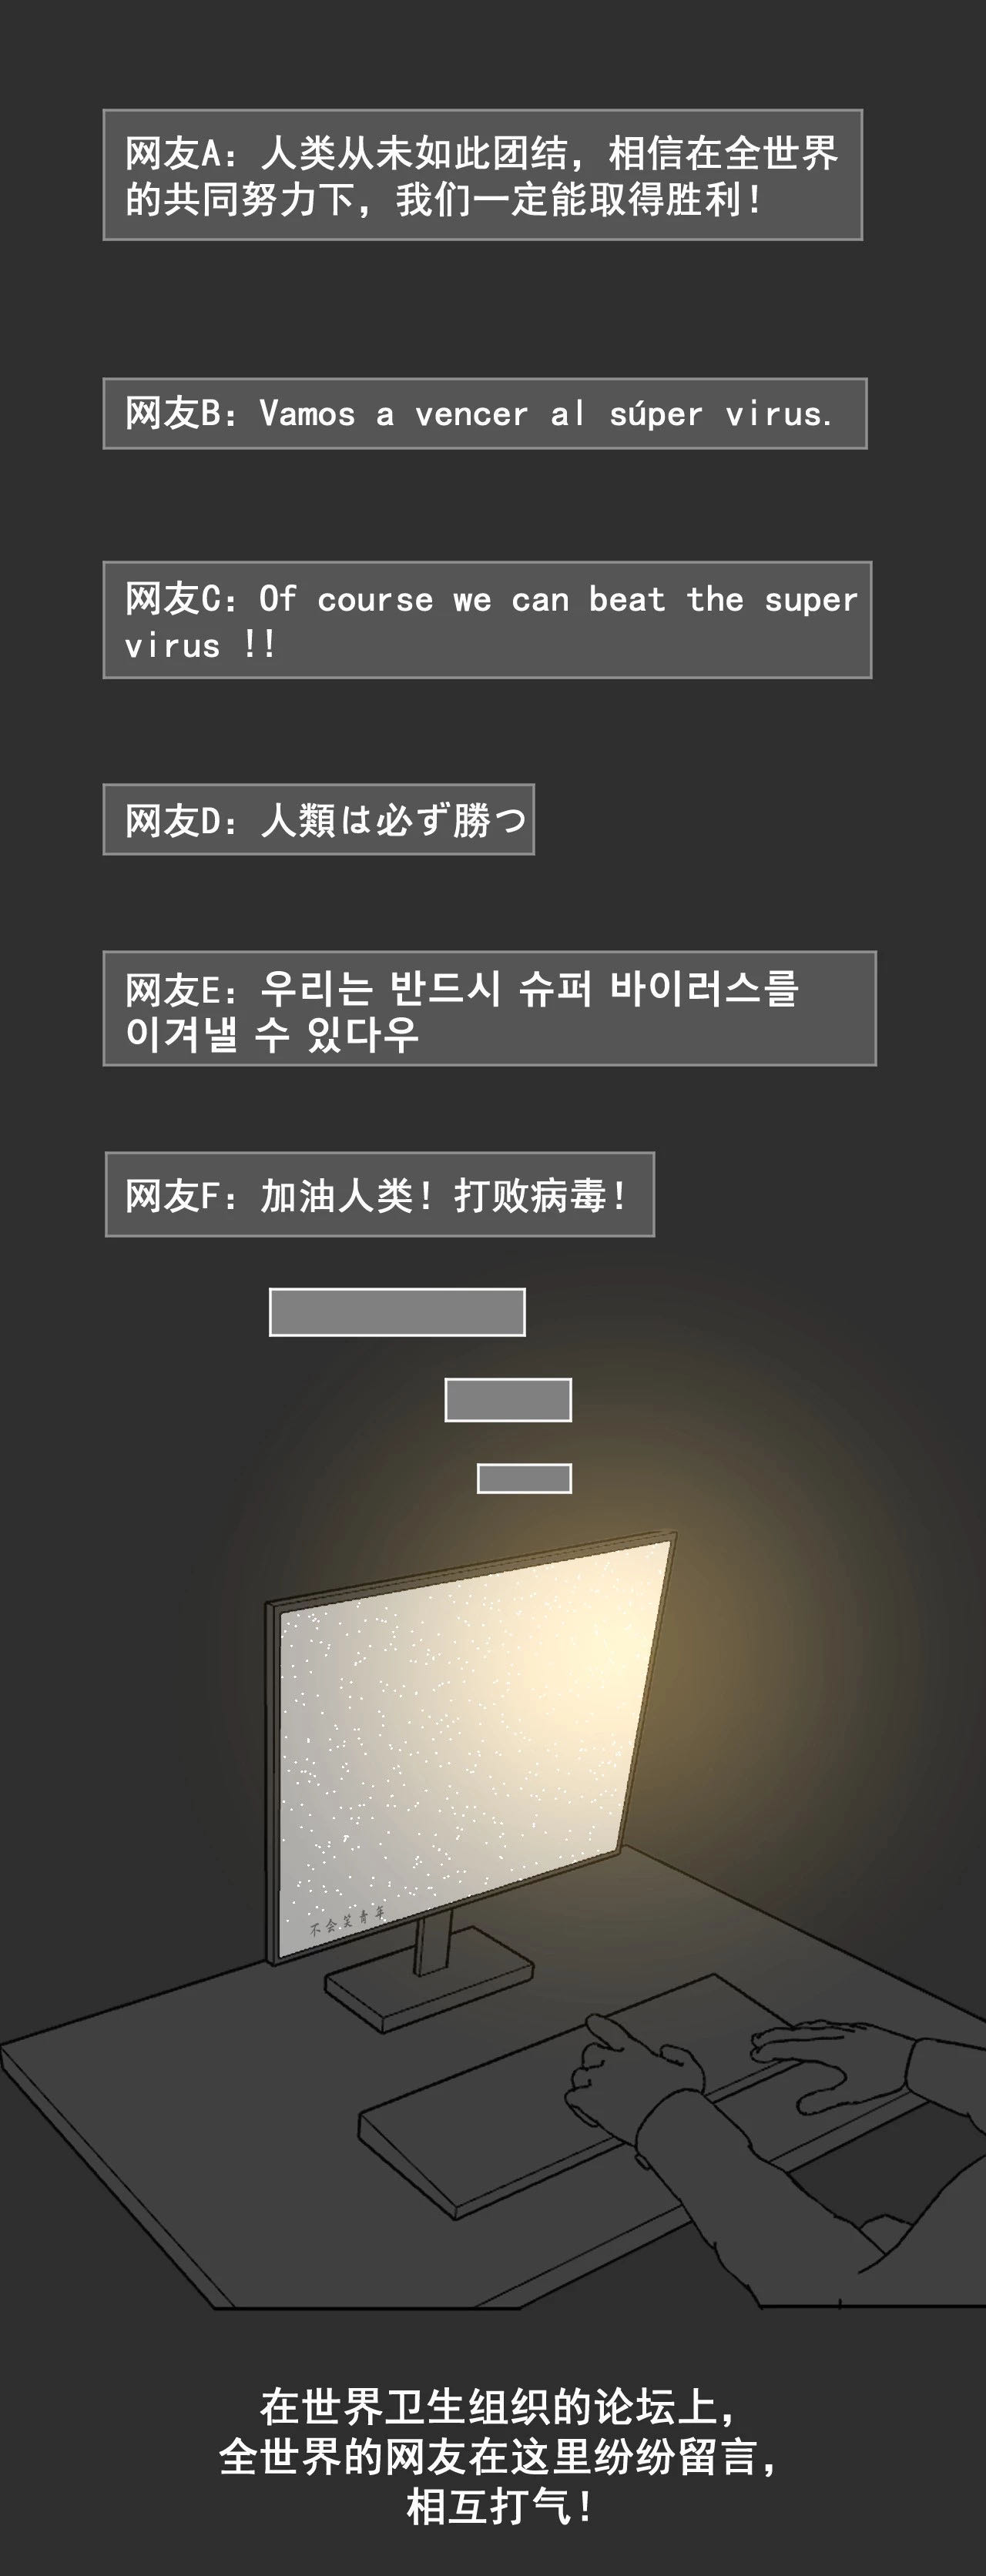 网友A：人类从未如此团结，相信在全世界
的共同努力下，我们一定能取得胜利！
网友B：Vamos a vencer al súper virus.
网友C：Of course we can beat the super
virus !!
网友D：人類は必ず勝つ
网友E：우리는 반드시 슈퍼 바이러스를
이겨낼 수 있다우
网友F：加油人类！打败病毒！
不会笑青年
在世界卫生组织的论坛上，
全世界的网友在这里纷纷留言，
相互打气！